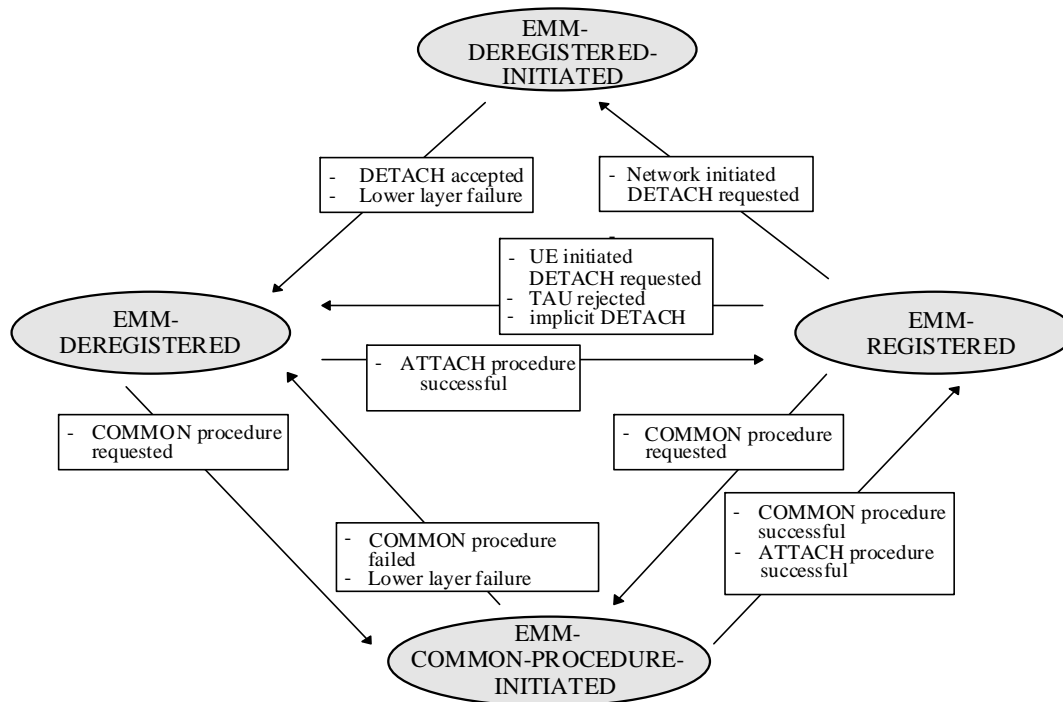 EMM-
DEREGISTERED-
INITIATED
- DETACH accepted
- Lower layer failure
- Network initiated
DETACH requested
- UE initiated
DETACH requested
- TAU rejected
- implicit DETACH
EMM-
DEREGISTERED
EMM-
REGISTERED
- ATTACH procedure
successful
- COMMON procedure
requested
- COMMON procedure
requested
- COMMON procedure
failed
- Lower layer failure
- COMMON procedure
successful
- ATTACH procedure
successful
EMM-
COMMON-PROCEDURE-
INITIATED